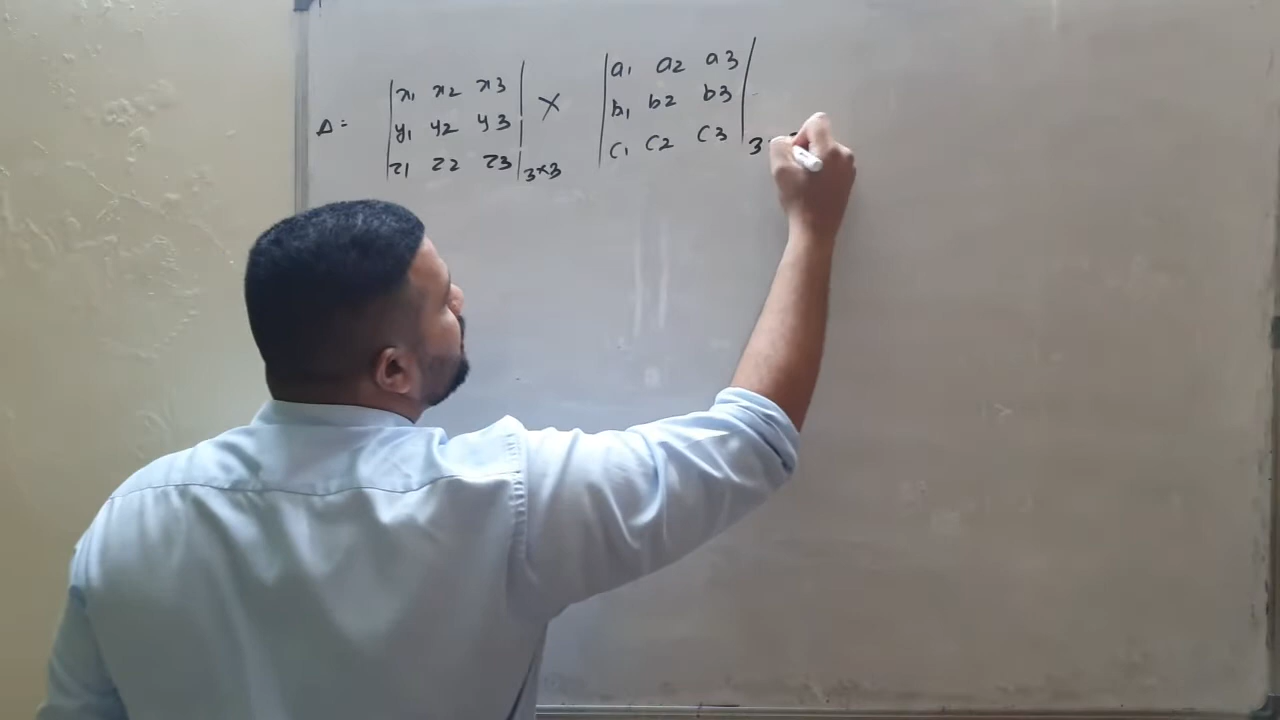 | x1 x2 x3 | | a1 a2 a3 |
Δ = | y1 y2 y3 | × | b1 b2 b3 |
| z1 z2 z3 | 3×3 | c1 c2 c3 | 3